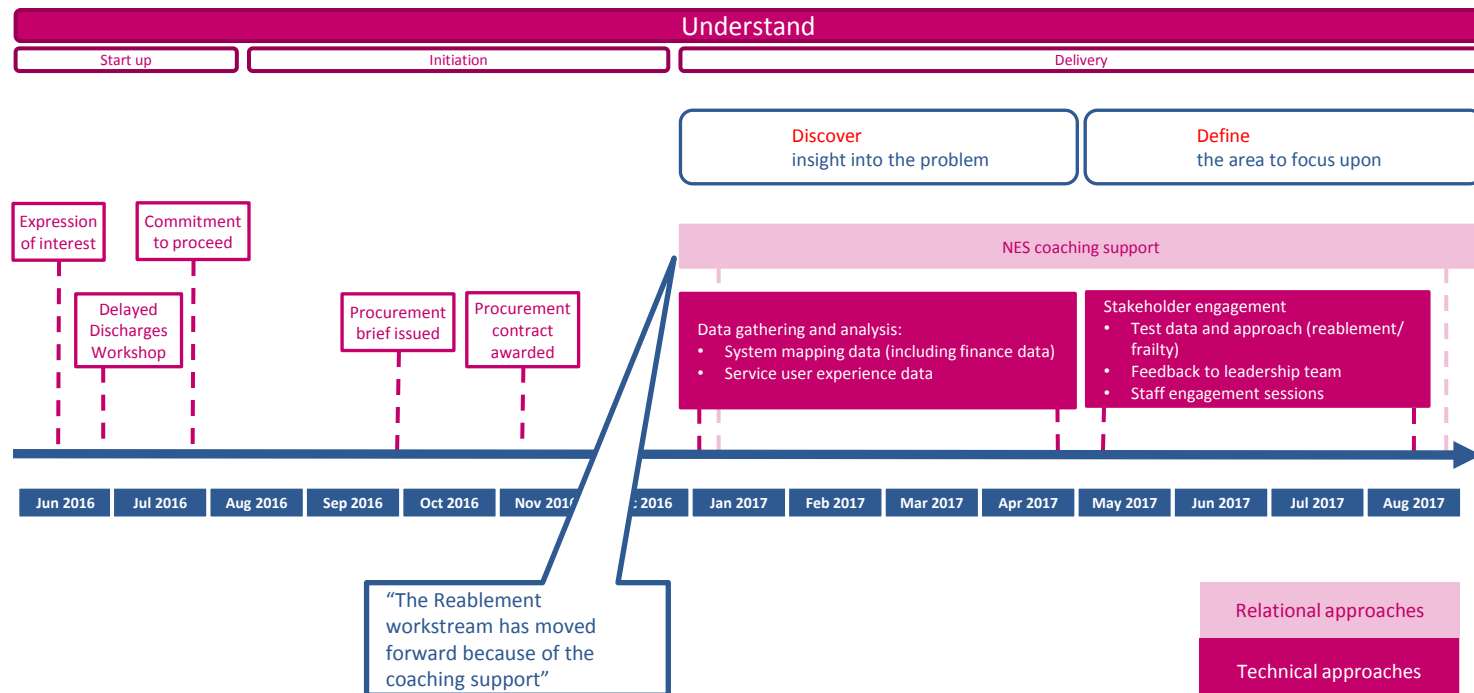 Understand
Start up
Initiation
Delivery
Discover
insight into the problem
Define
the area to focus upon
Expression
of interest
Commitment
to proceed
NES coaching support
Delayed
Discharges
Workshop
Procurement
brief issued
Procurement
contract
awarded
Data gathering and analysis:
• System mapping data (including finance data)
• Service user experience data
Stakeholder engagement
• Test data and approach (reablement/
frailty)
• Feedback to leadership team
• Staff engagement sessions
Jun 2016
Jul 2016
Aug 2016
Sep 2016
Oct 2016
Nov 2016
2016
Jan 2017
Feb 2017
Mar 2017
Apr 2017
May 2017
Jun 2017
Jul 2017
Aug 2017
“The Reablement
workstream has moved
forward because of the
coaching support”
Relational approaches
Technical approaches